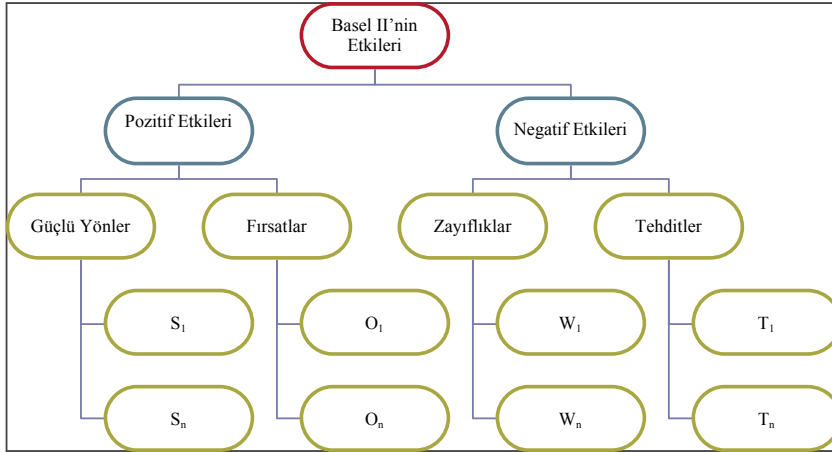 Basel II’nin
Etkileri
Pozitif Etkileri
Negatif Etkileri
Güçlü Yönler
Fırsatlar
Zayıflıklar
Tehditler
S₁
O₁
W₁
T₁
Sₙ
Oₙ
Wₙ
Tₙ